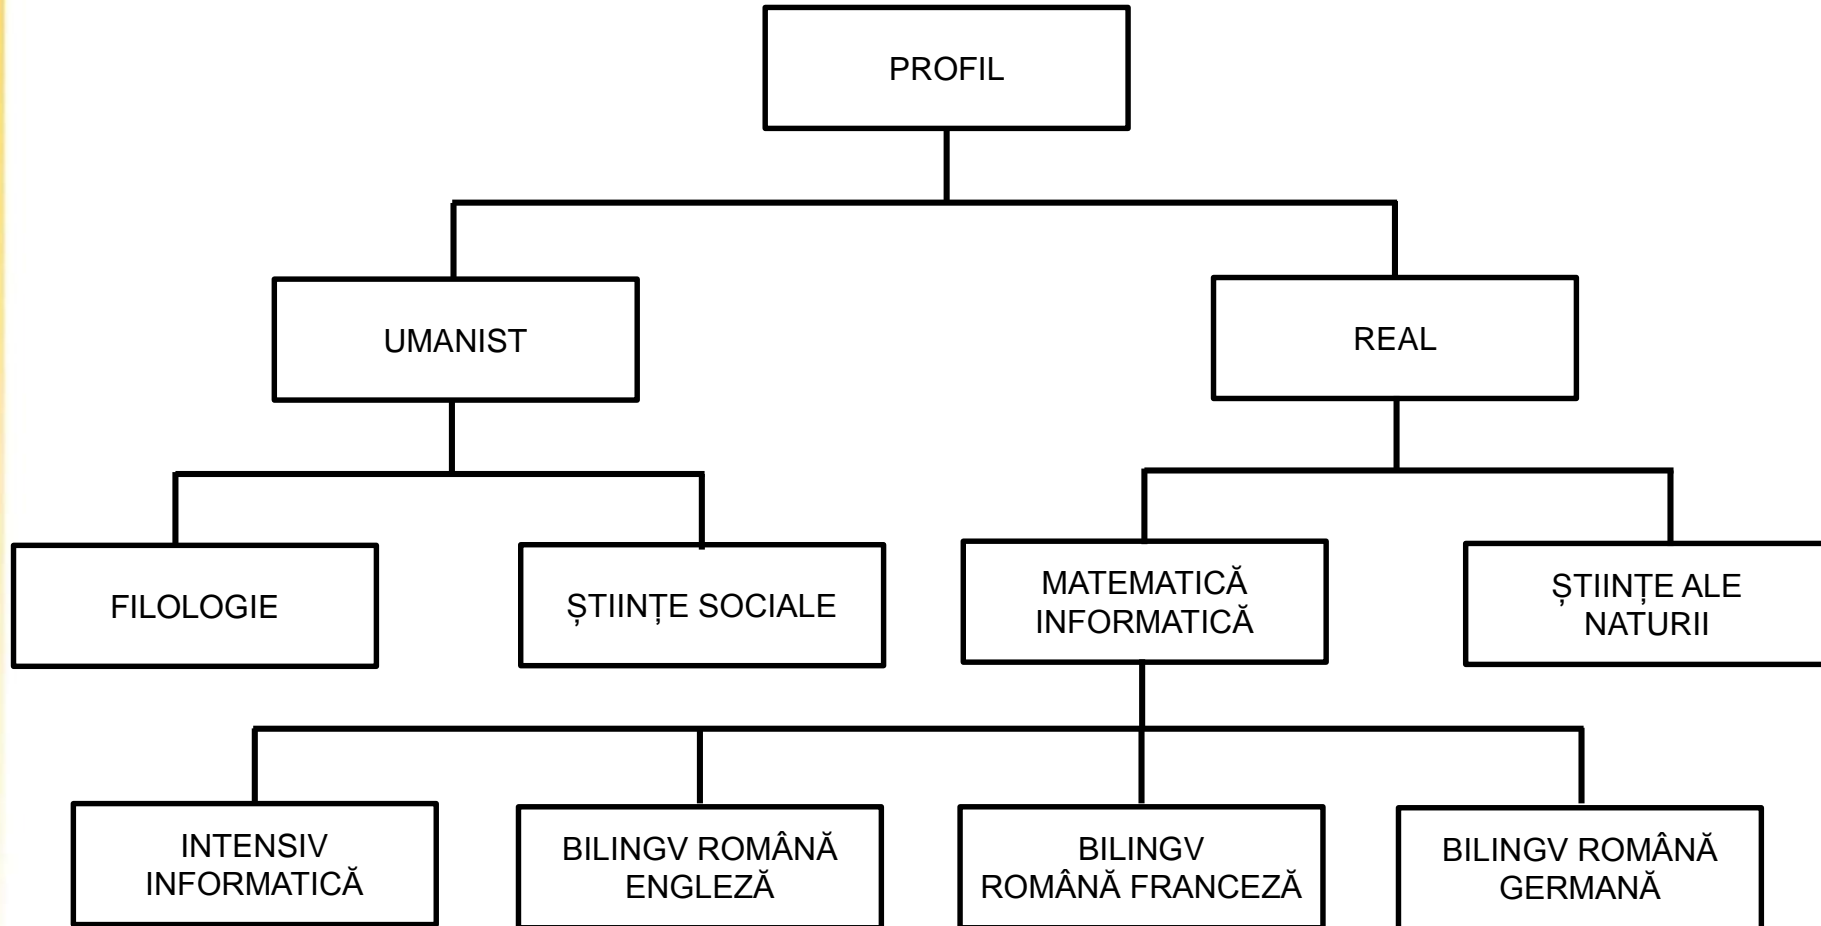 PROFIL
UMANIST
REAL
FILOLOGIE
ȘTIINȚE SOCIALE
MATEMATICĂ
INFORMATICĂ
ȘTIINȚE ALE
NATURII
INTENSIV
INFORMATICĂ
BILINGV ROMÂNĂ
ENGLEZĂ
BILINGV
ROMÂNĂ FRANCEZĂ
BILINGV ROMÂNĂ
GERMANĂ